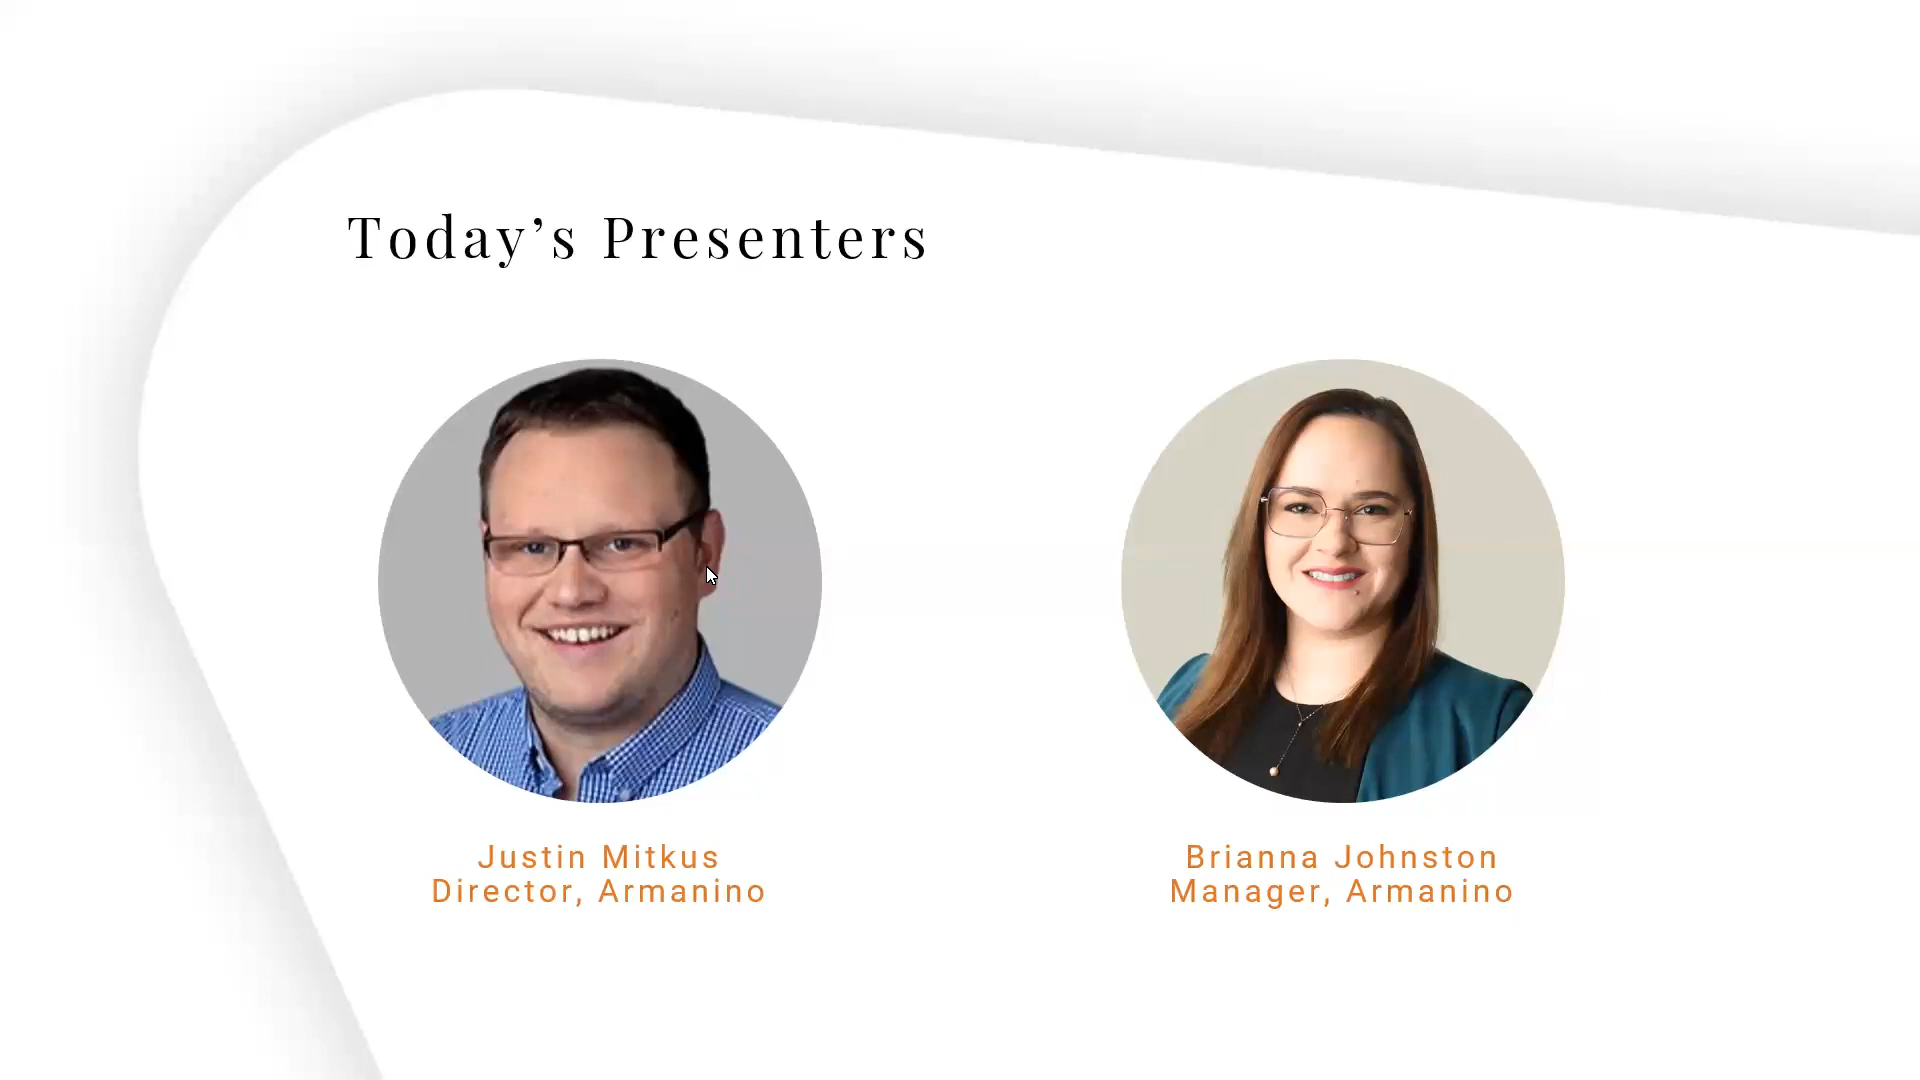 Today’s Presenters
Justin Mitkus
Director, Armanino
Brianna Johnston
Manager, Armanino